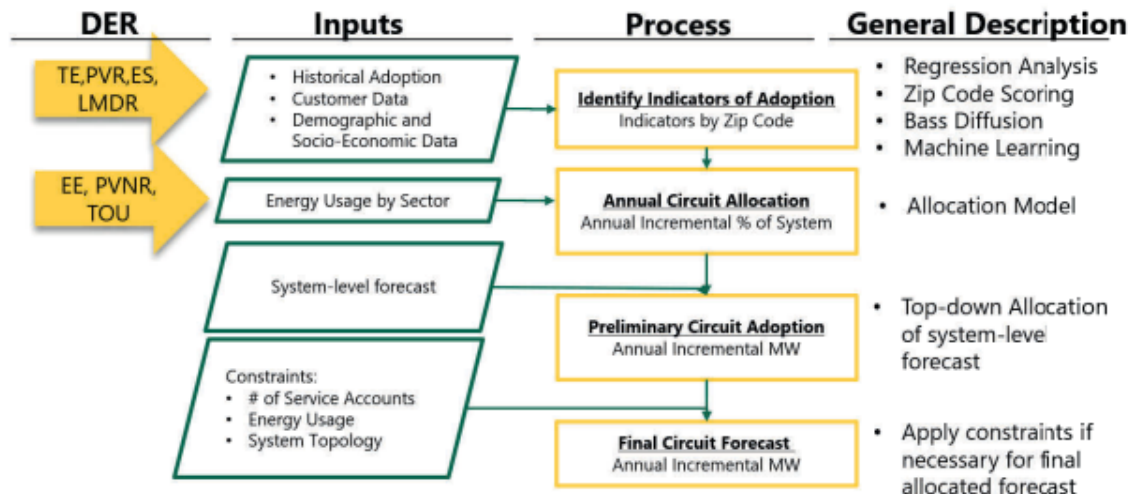 DER
Inputs
Process
General Description
TE,PVR,ES,
LMDR
• Historical Adoption
• Customer Data
• Demographic and
Socio-Economic Data
Identify Indicators of Adoption
Indicators by Zip Code
• Regression Analysis
• Zip Code Scoring
• Bass Diffusion
• Machine Learning
EE, PVNR,
TOU
Energy Usage by Sector
Annual Circuit Allocation
Annual Incremental % of System
• Allocation Model
System-level forecast
Preliminary Circuit Adoption
Annual Incremental MW
• Top-down Allocation
of system-level
forecast
Constraints:
• # of Service Accounts
• Energy Usage
• System Topology
Final Circuit Forecast
Annual Incremental MW
• Apply constraints if
necessary for final
allocated forecast